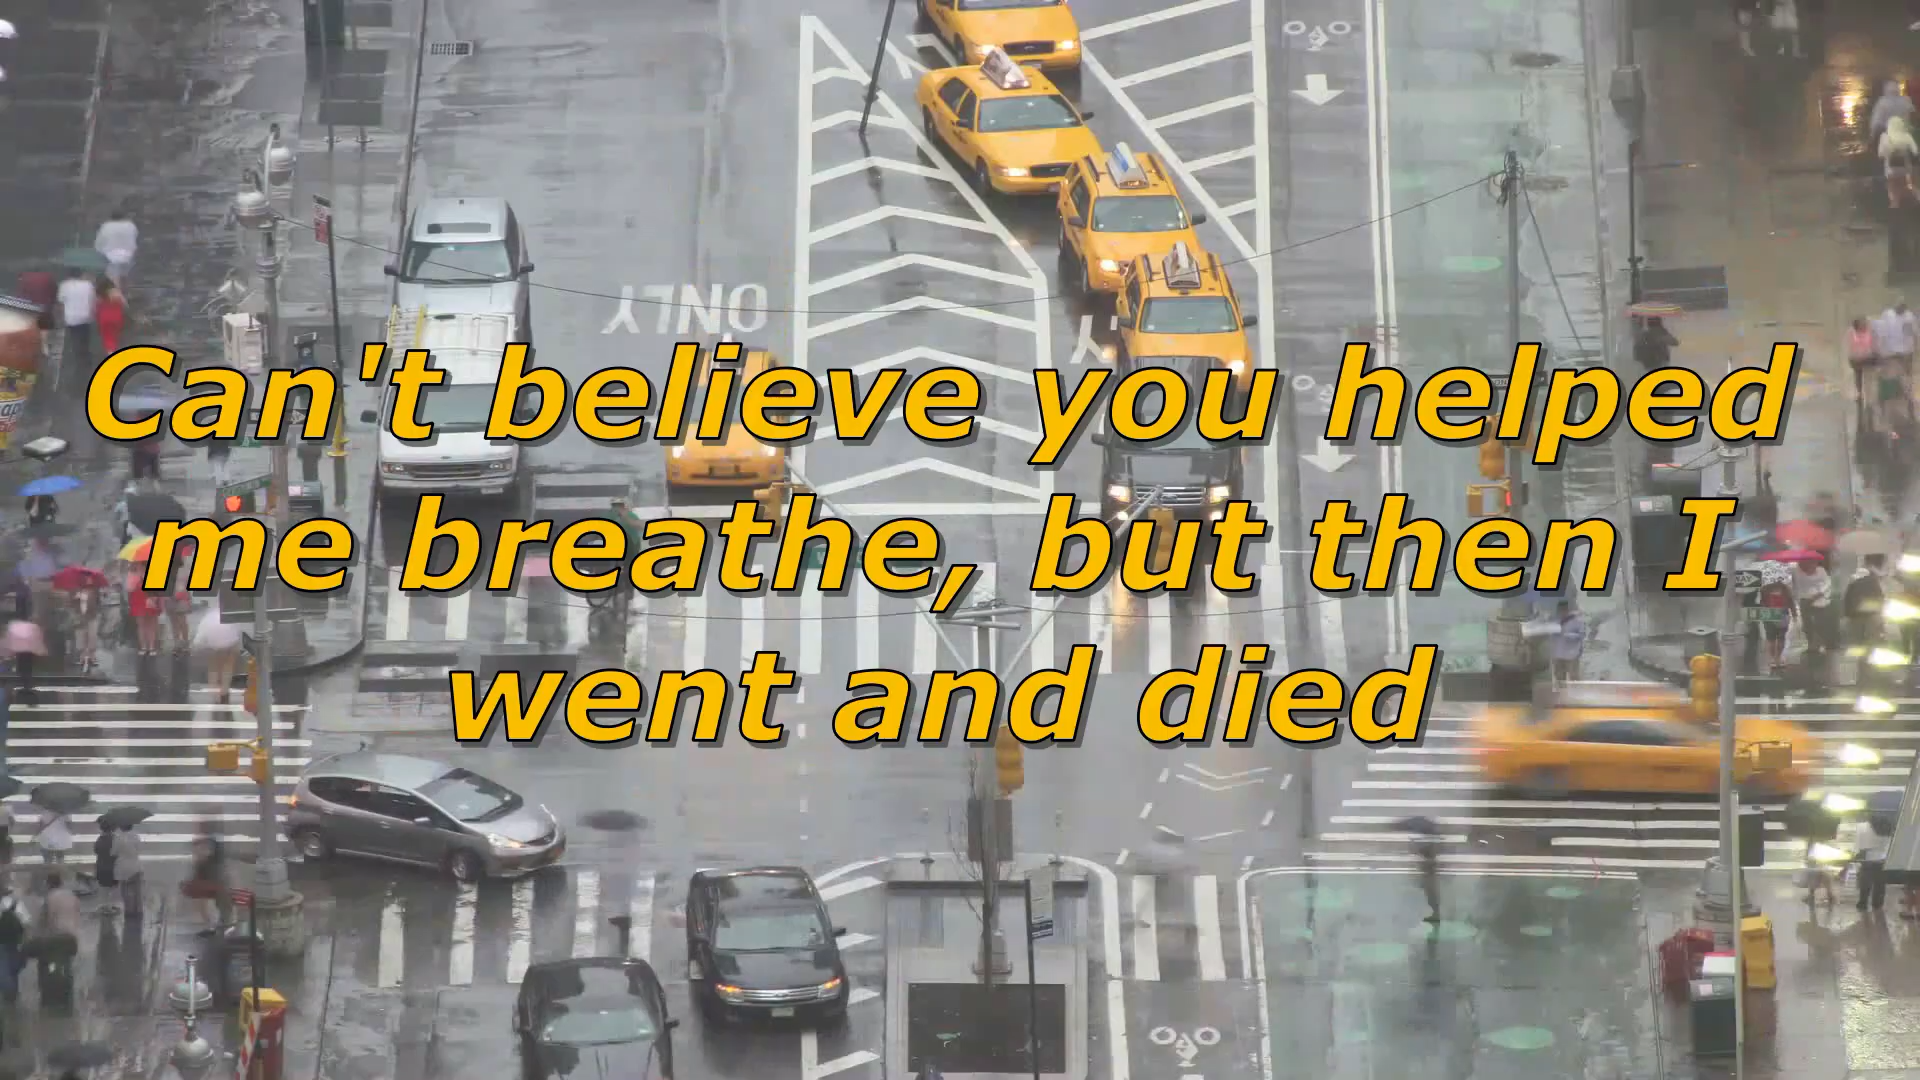 ONLY
Can't believe you helped
me breathe, but then I
went and died